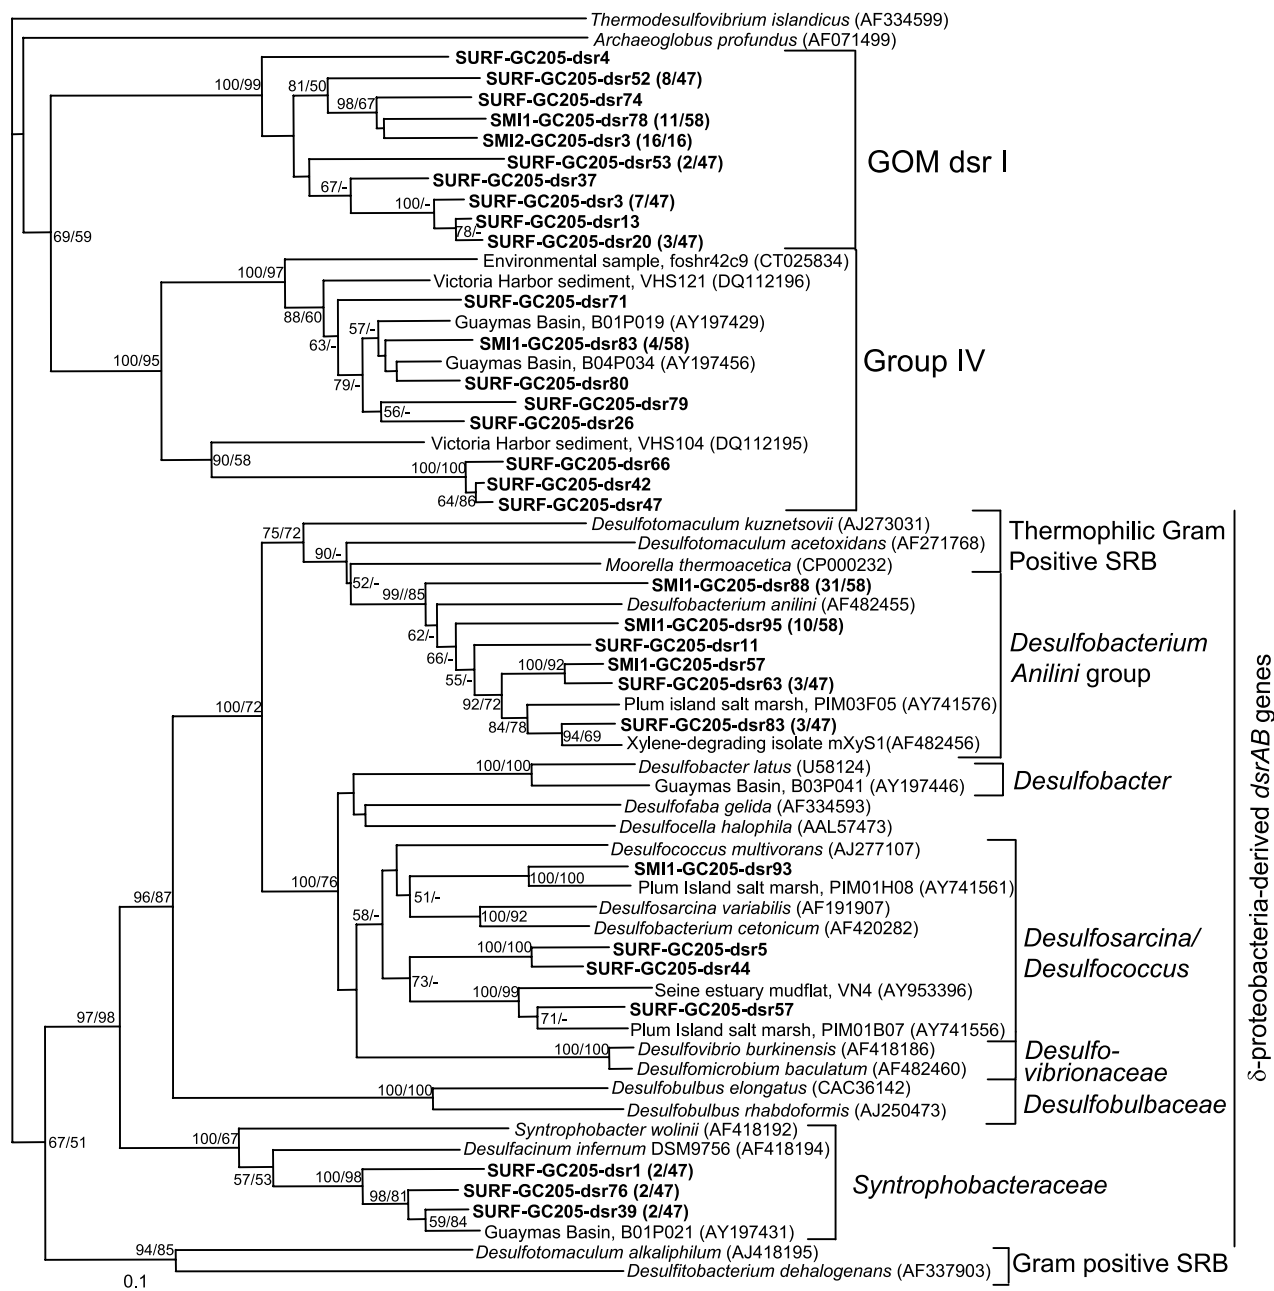 Thermodesulfovibrium islandicus (AF334599)
Archaeoglobus profundus (AF071499)
SURF-GC205-dsr4
100/99
81/50
SURF-GC205-dsr52 (8/47)
98/67
SURF-GC205-dsr74
SMI1-GC205-dsr78 (11/58)
SMI2-GC205-dsr3 (16/16)
SURF-GC205-dsr53 (2/47)
GOM dsr I
67/-
SURF-GC205-dsr37
100/-
SURF-GC205-dsr3 (7/47)
SURF-GC205-dsr13
78/-
SURF-GC205-dsr20 (3/47)
69/59
Environmental sample, foshr42c9 (CT025834)
100/97
Victoria Harbor sediment, VHS121 (DQ112196)
SURF-GC205-dsr71
88/60
Guaymas Basin, B01P019 (AY197429)
57/-
63/-
SMI1-GC205-dsr83 (4/58)
100/95
Guaymas Basin, B04P034 (AY197456)
Group IV
79/-
SURF-GC205-dsr80
SURF-GC205-dsr79
56/-
SURF-GC205-dsr26
Victoria Harbor sediment, VHS104 (DQ112195)
90/58
100/100
SURF-GC205-dsr66
SURF-GC205-dsr42
64/86
SURF-GC205-dsr47
75/72
Desulfotomaculum kuznetsovii (AJ273031)
Desulfotomaculum acetoxidans (AF271768)
Thermophilic Gram
Positive SRB
90/-
Moorella thermoacetica (CP000232)
52/-
SMI1-GC205-dsr88 (31/58)
99//85
Desulfobacterium anilini (AF482455)
62/-
SMI1-GC205-dsr95 (10/58)
SURF-GC205-dsr11
66/-
Desulfobacterium
Anilini group
100/92
SMI1-GC205-dsr57
55/-
SURF-GC205-dsr63 (3/47)
92/72
Plum island salt marsh, PIM03F05 (AY741576)
100/72
84/78
SURF-GC205-dsr83 (3/47)
94/69
Xylene-degrading isolate mXyS1(AF482456)
100/100
Desulfobacter latus (U58124)
Guaymas Basin, B03P041 (AY197446)
Desulfobacter
Desulfofaba gelida (AF334593)
Desulfocella halophila (AAL57473)
Desulfococcus multivorans (AJ277107)
SMI1-GC205-dsr93
100/76
100/100
Plum Island salt marsh, PIM01H08 (AY741561)
96/87
51/-
Desulfosarcina variabilis (AF191907)
58/-
100/92
Desulfobacterium cetonicum (AF420282)
100/100
SURF-GC205-dsr5
SURF-GC205-dsr44
Desulfosarcina/
Desulfococcus
73/-
Seine estuary mudflat, VN4 (AY953396)
100/99
SURF-GC205-dsr57
71/-
97/98
Plum Island salt marsh, PIM01B07 (AY741556)
100/100
Desulfovibrio burkinensis (AF418186)
Desulfomicrobium baculatum (AF482460)
Desulfo-
vibrionaceae
100/100
Desulfobulbus elongatus (CAC36142)
Desulfobulbus rhabdoformis (AJ250473)
Desulfobulbaceae
δ-proteobacteria-derived dsrAB genes
67/51
100/67
Syntrophobacter wolinii (AF418192)
Desulfacinum infernum DSM9756 (AF418194)
57/53
100/98
SURF-GC205-dsr1 (2/47)
98/81
SURF-GC205-dsr76 (2/47)
Syntrophobacteraceae
SURF-GC205-dsr39 (2/47)
59/84
Guaymas Basin, B01P021 (AY197431)
94/85
Desulfotomaculum alkaliphilum (AJ418195)
Desulfitobacterium dehalogenans (AF337903)
Gram positive SRB
0.1